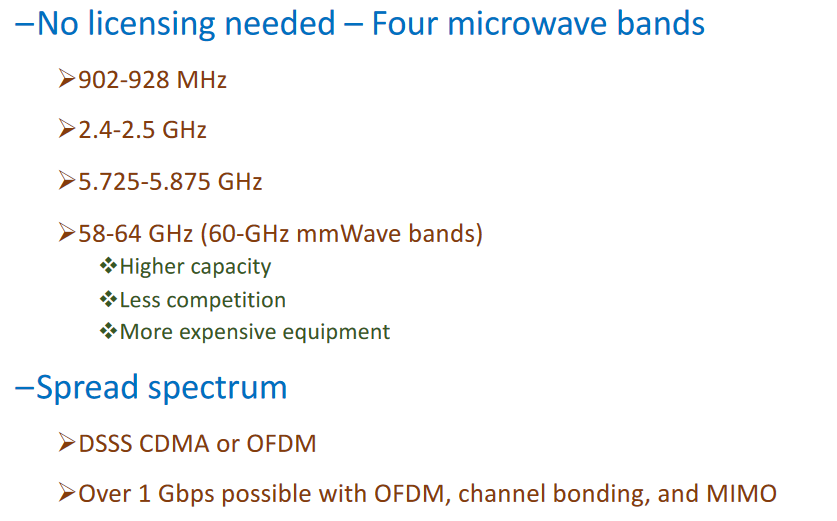 –No licensing needed – Four microwave bands
➢902-928 MHz
➢2.4-2.5 GHz
➢5.725-5.875 GHz
➢58-64 GHz (60-GHz mmWave bands)
❖Higher capacity
❖Less competition
❖More expensive equipment
–Spread spectrum
➢DSSS CDMA or OFDM
➢Over 1 Gbps possible with OFDM, channel bonding, and MIMO